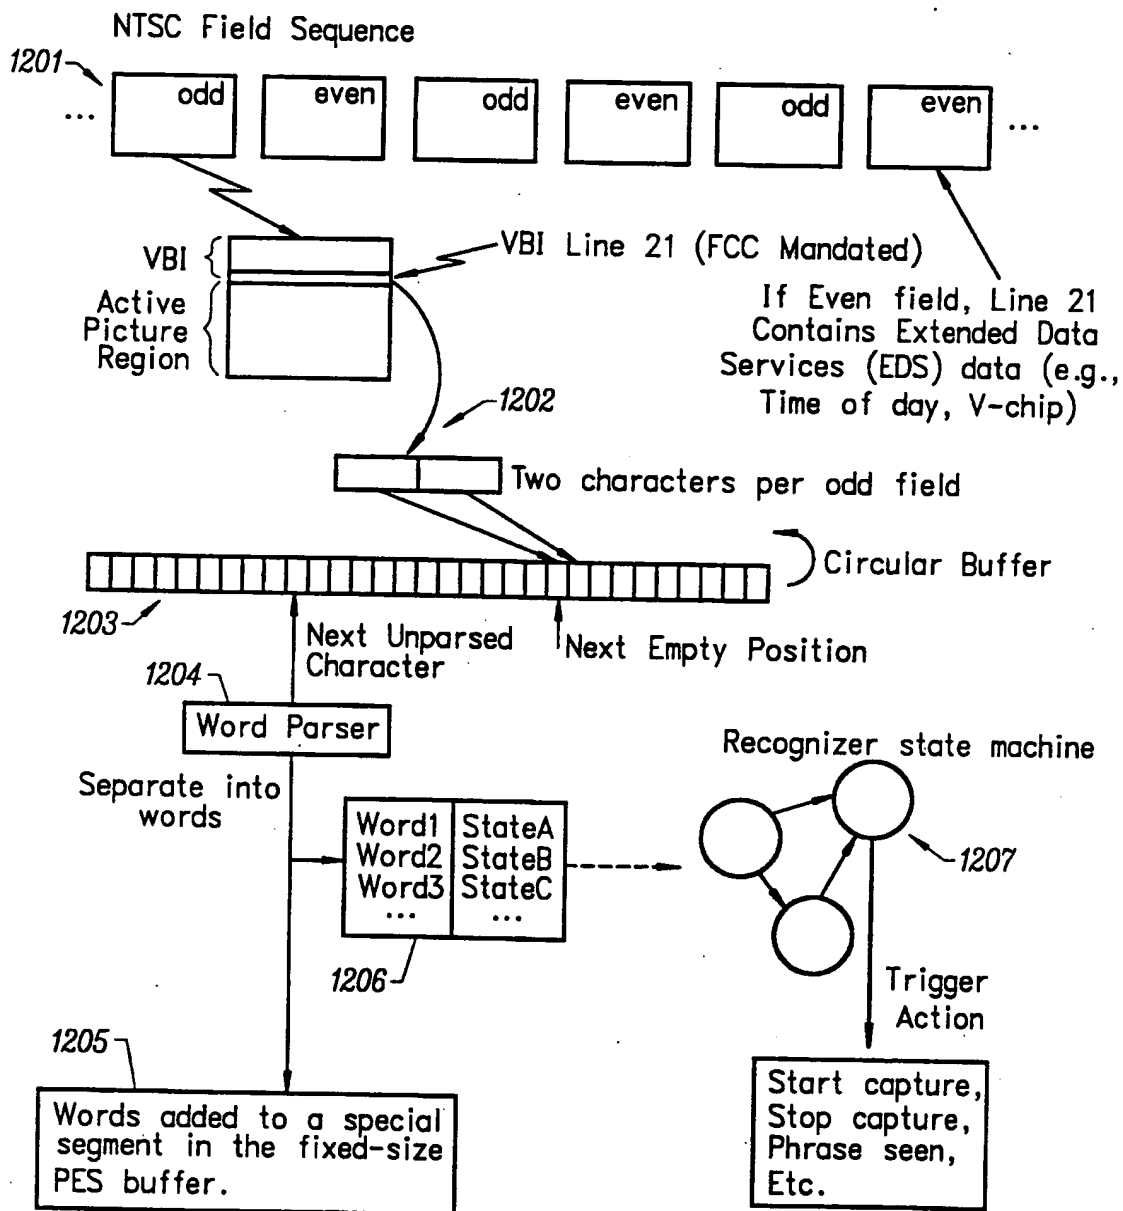 NTSC Field Sequence
1201
... odd even odd even odd even ...
VBI
VBI Line 21 (FCC Mandated)
Active
Picture
Region
If Even field, Line 21
Contains Extended Data
Services (EDS) data (e.g.,
Time of day, V-chip)
1202
Two characters per odd field
Circular Buffer
1203
Next Unparsed
Character
Next Empty Position
1204
Word Parser
Separate into
words
Recognizer state machine
Word1 StateA
Word2 StateB
Word3 StateC
... ...
1206
1207
Trigger
Action
1205
Words added to a special
segment in the fixed-size
PES buffer.
Start capture,
Stop capture,
Phrase seen,
Etc.